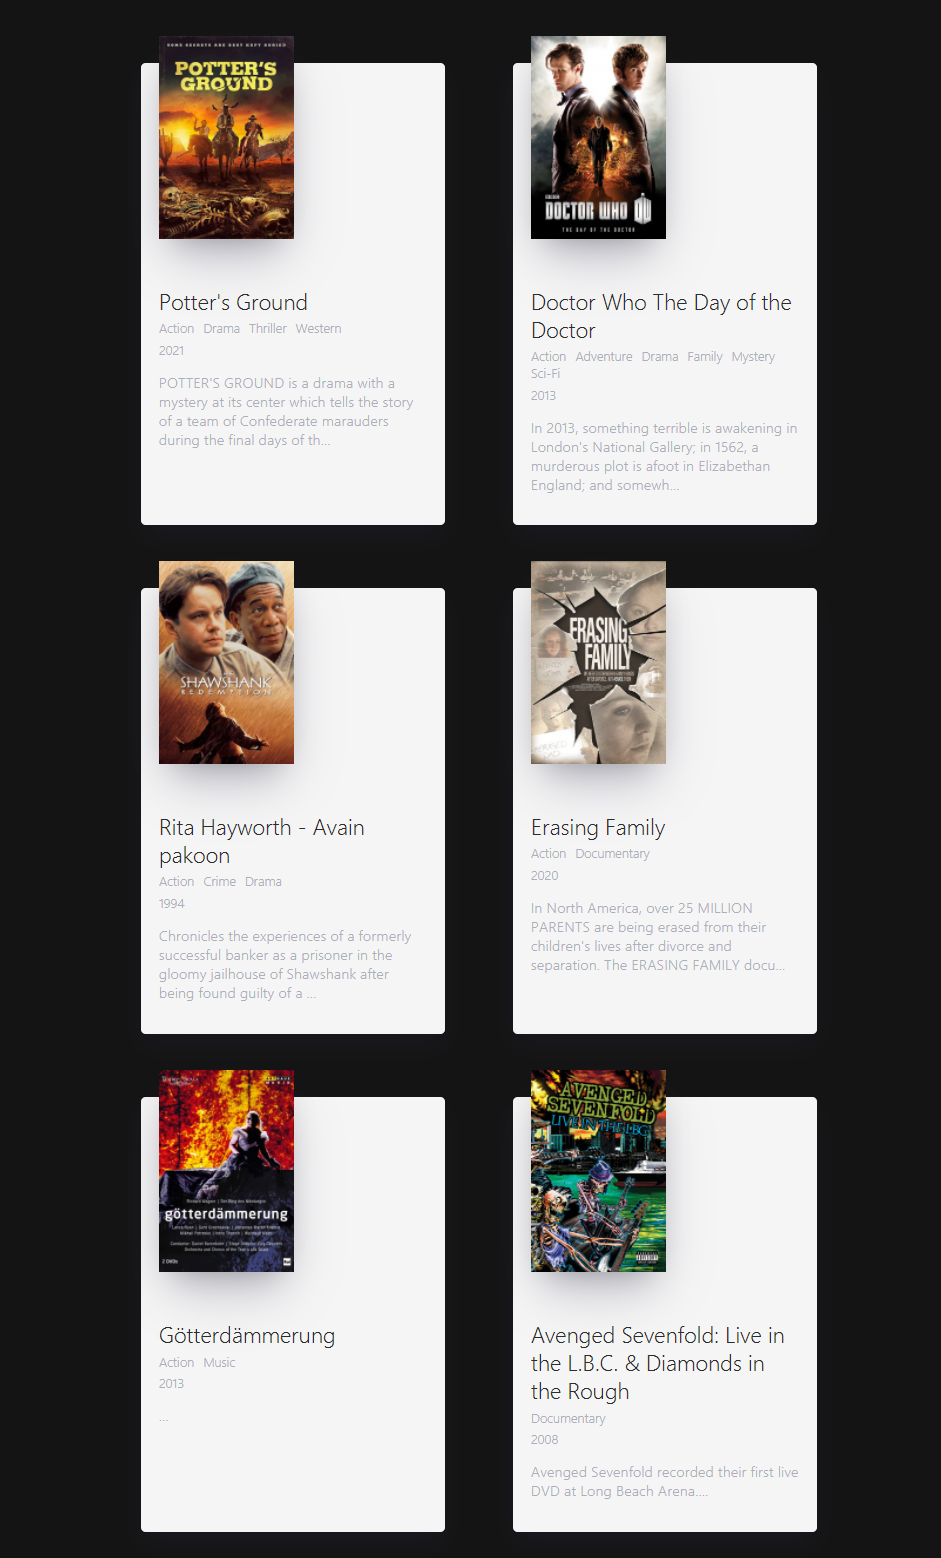 SOME SECRETS ARE BEST KEPT BURIED
POTTER'S
GROUND
Potter's Ground
Action Drama Thriller Western
2021
POTTER'S GROUND is a drama with a
mystery at its center which tells the story
of a team of Confederate marauders
during the final days of th...
BBC
DOCTOR WHO
THE DAY OF THE DOCTOR
Doctor Who The Day of the
Doctor
Action Adventure Drama Family Mystery
Sci-Fi
2013
In 2013, something terrible is awakening in
London's National Gallery; in 1562, a
murderous plot is afoot in Elizabethan
England; and somewh...
THE
SHAWSHANK
REDEMPTION
Rita Hayworth - Avain
pakoon
Action Crime Drama
1994
Chronicles the experiences of a formerly
successful banker as a prisoner in the
gloomy jailhouse of Shawshank after
being found guilty of a ...
ERASING
FAMILY
Erasing Family
Action Documentary
2020
In North America, over 25 MILLION
PARENTS are being erased from their
children's lives after divorce and
separation. The ERASING FAMILY docu...
götterdämmerung
2 DVDs
Götterdämmerung
Action Music
2013
...
AVENGED
SEVENFOLD
LIVE IN THE LBC
Avenged Sevenfold: Live in
the L.B.C. & Diamonds in
the Rough
Documentary
2008
Avenged Sevenfold recorded their first live
DVD at Long Beach Arena....